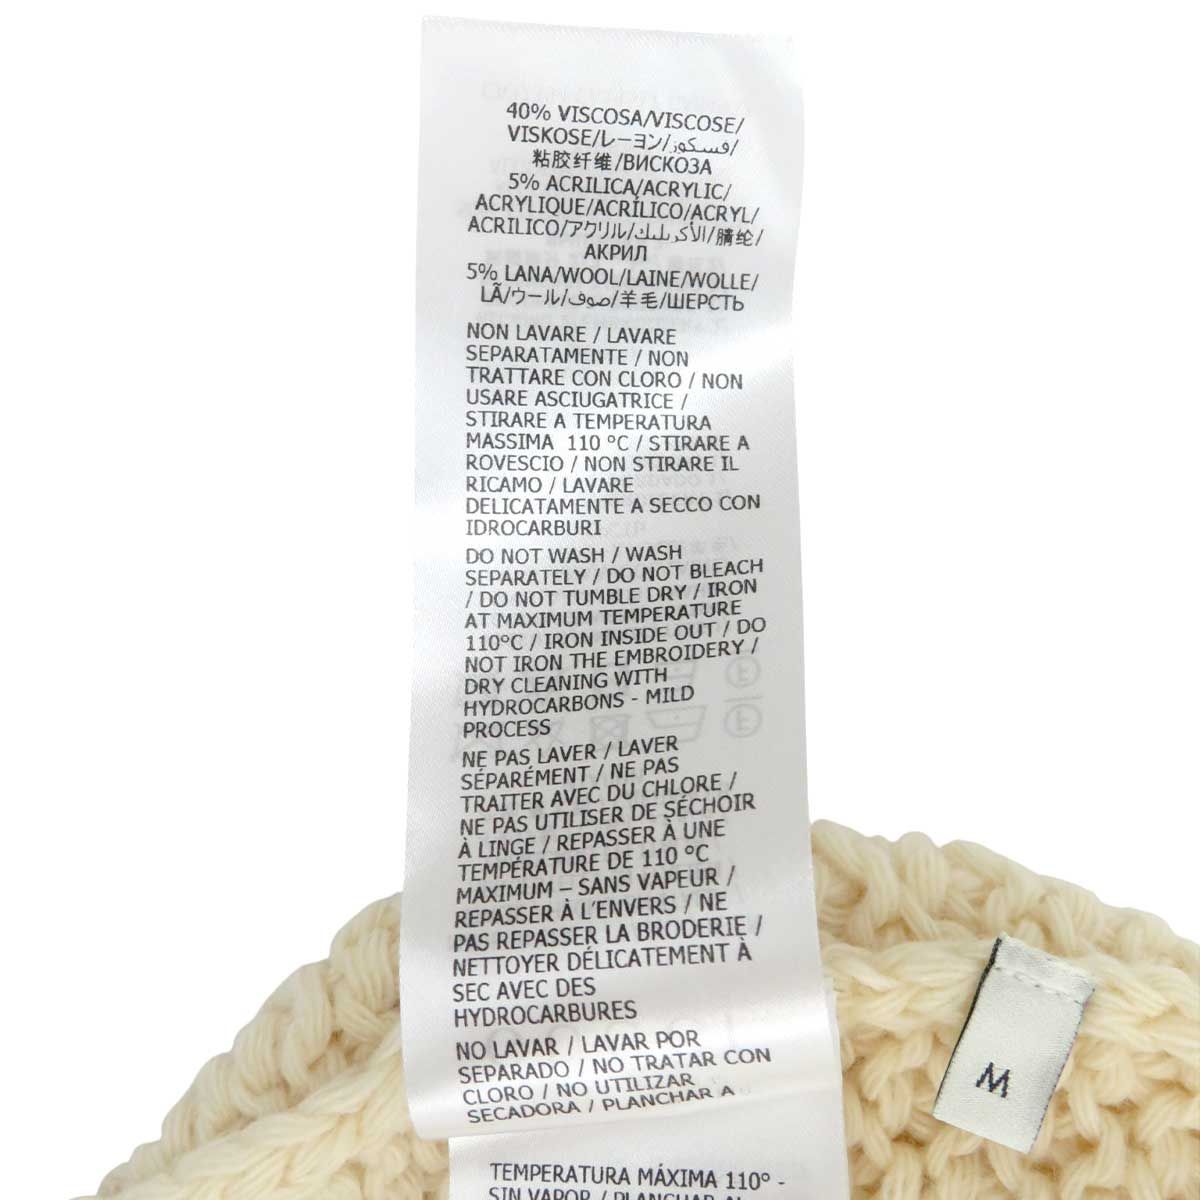 40% VISCOSA/VISCOSE/
VISKOSE/レーヨン/فسكوز/
粘胶纤维/ВИСКОЗА
5% ACRILICA/ACRYLIC/
ACRYLIQUE/ACRÍLICO/ACRYL/
ACRILICO/アクリル/الأكريليك/腈纶/
АКРИЛ
5% LANA/WOOL/LAINE/WOLLE/
LÃ/ウール/صوف/羊毛/ШЕРСТЬ
NON LAVARE / LAVARE
SEPARATAMENTE / NON
TRATTARE CON CLORO / NON
USARE ASCIUGATRICE /
STIRARE A TEMPERATURA
MASSIMA 110 °C / STIRARE A
ROVESCIO / NON STIRARE IL
RICAMO / LAVARE
DELICATAMENTE A SECCO CON
IDROCARBURI
DO NOT WASH / WASH
SEPARATELY / DO NOT BLEACH
/ DO NOT TUMBLE DRY / IRON
AT MAXIMUM TEMPERATURE
110°C / IRON INSIDE OUT / DO
NOT IRON THE EMBROIDERY /
DRY CLEANING WITH
HYDROCARBONS - MILD
PROCESS
NE PAS LAVER / LAVER
SÉPARÉMENT / NE PAS
TRAITER AVEC DU CHLORE /
NE PAS UTILISER DE SÉCHOIR
À LINGE / REPASSER À UNE
TEMPÉRATURE DE 110 °C
MAXIMUM – SANS VAPEUR /
REPASSER À L'ENVERS / NE
PAS REPASSER LA BRODERIE /
NETTOYER DÉLICATEMENT À
SEC AVEC DES
HYDROCARBURES
NO LAVAR / LAVAR POR
SEPARADO / NO TRATAR CON
CLORO / NO UTILIZAR
SECADORA / PLANCHAR A
TEMPERATURA MÁXIMA 110° -
SIN VAPOR / PLANCHAR AL
M